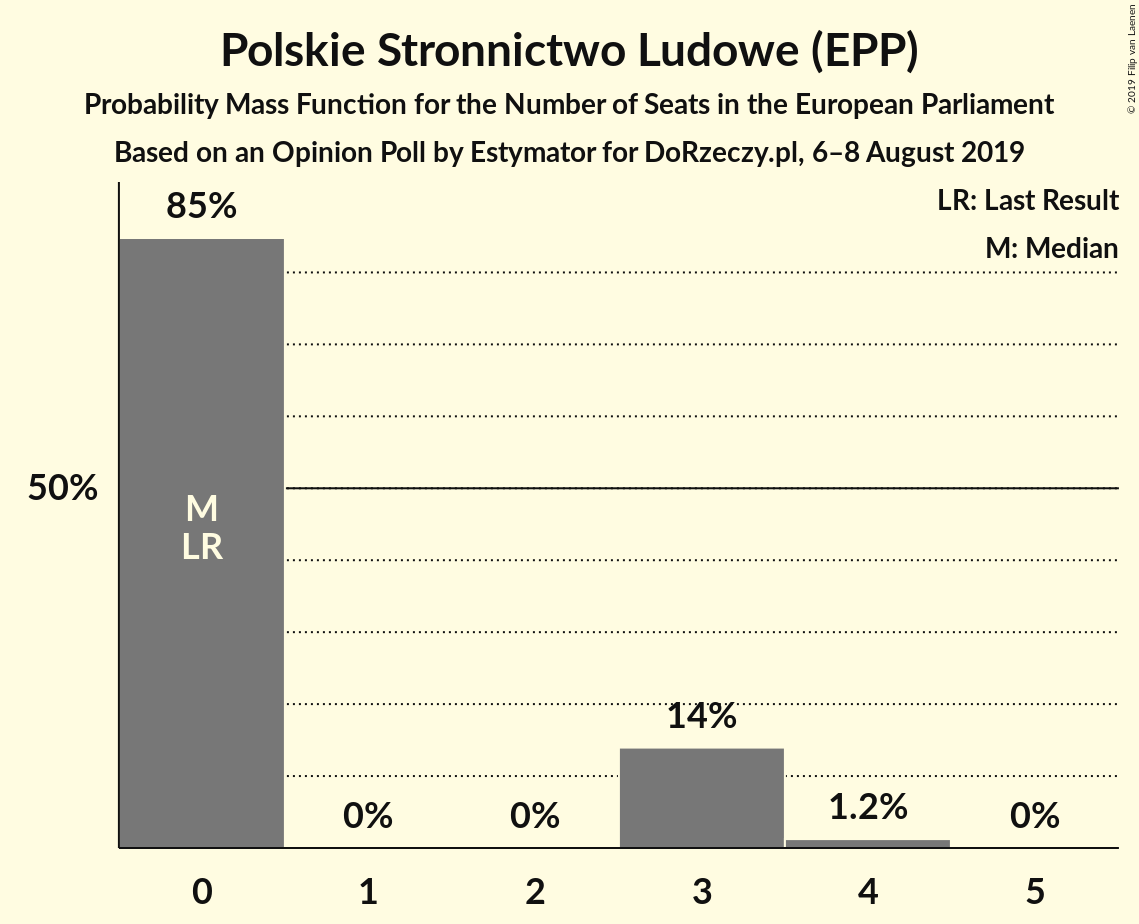 Polskie Stronnictwo Ludowe (EPP)
Probability Mass Function for the Number of Seats in the European Parliament
Based on an Opinion Poll by Estymator for DoRzeczy.pl, 6–8 August 2019
© 2019 Filip van Laenen
LR: Last Result
M: Median
85%
50%
M
LR
14%
0%
0%
1.2%
0%
0
1
2
3
4
5